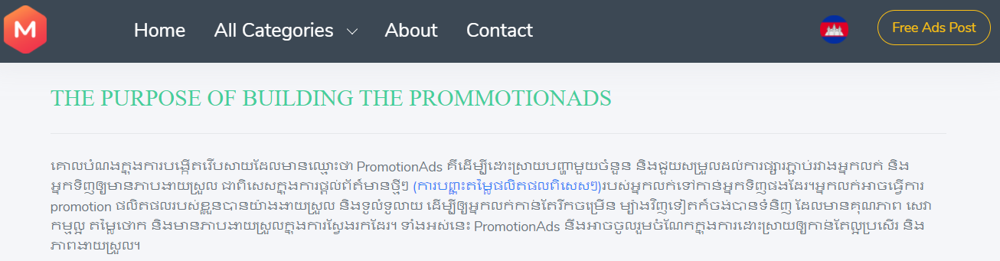 M
Home All Categories About Contact Free Ads Post
THE PURPOSE OF BUILDING THE PROMMOTIONADS
គោលបំណងក្នុងការបង្កើតវើបសាយដែលមានឈ្មោះថា PromotionAds គឺដើម្បីដោះស្រាយបញ្ហាមួយចំនួន និងជួយសម្រួលដល់ការផ្សារភ្ជាប់រវាងអ្នកលក់ និង
អ្នកទិញឲ្យមានភាបងាយស្រួល ជាពិសេសក្នុងការផ្តល់ព័ត៍មានថ្មីៗ (ការបញ្ចុះតម្លៃផលិតផលពិសេសៗ)របស់អ្នកលក់ទៅកាន់អ្នកទិញផងដែរ។អ្នកលក់អាចធ្វើការ
promotion ផលិតផលរបស់ខ្លួនបានយ៉ាងងាយស្រួល និងទូលំទូលាយ ដើម្បីឲ្យអ្នកលក់កាន់តែរីកចម្រើន ម្យ៉ាងវិញទៀតក៏ចង់បានទំនិញ ដែលមានគុណភាព សេវា
កម្មល្អ តម្លៃថោក និងមានភាបងាយស្រួលក្នុងការស្វែងរកដែរ។ ទាំងអស់នេះ PromotionAds នឹងអាចចូលរួមចំណែកក្នុងការដោះស្រាយឲ្យកាន់តែល្អប្រសើរ និង
ភាពងាយស្រួល។